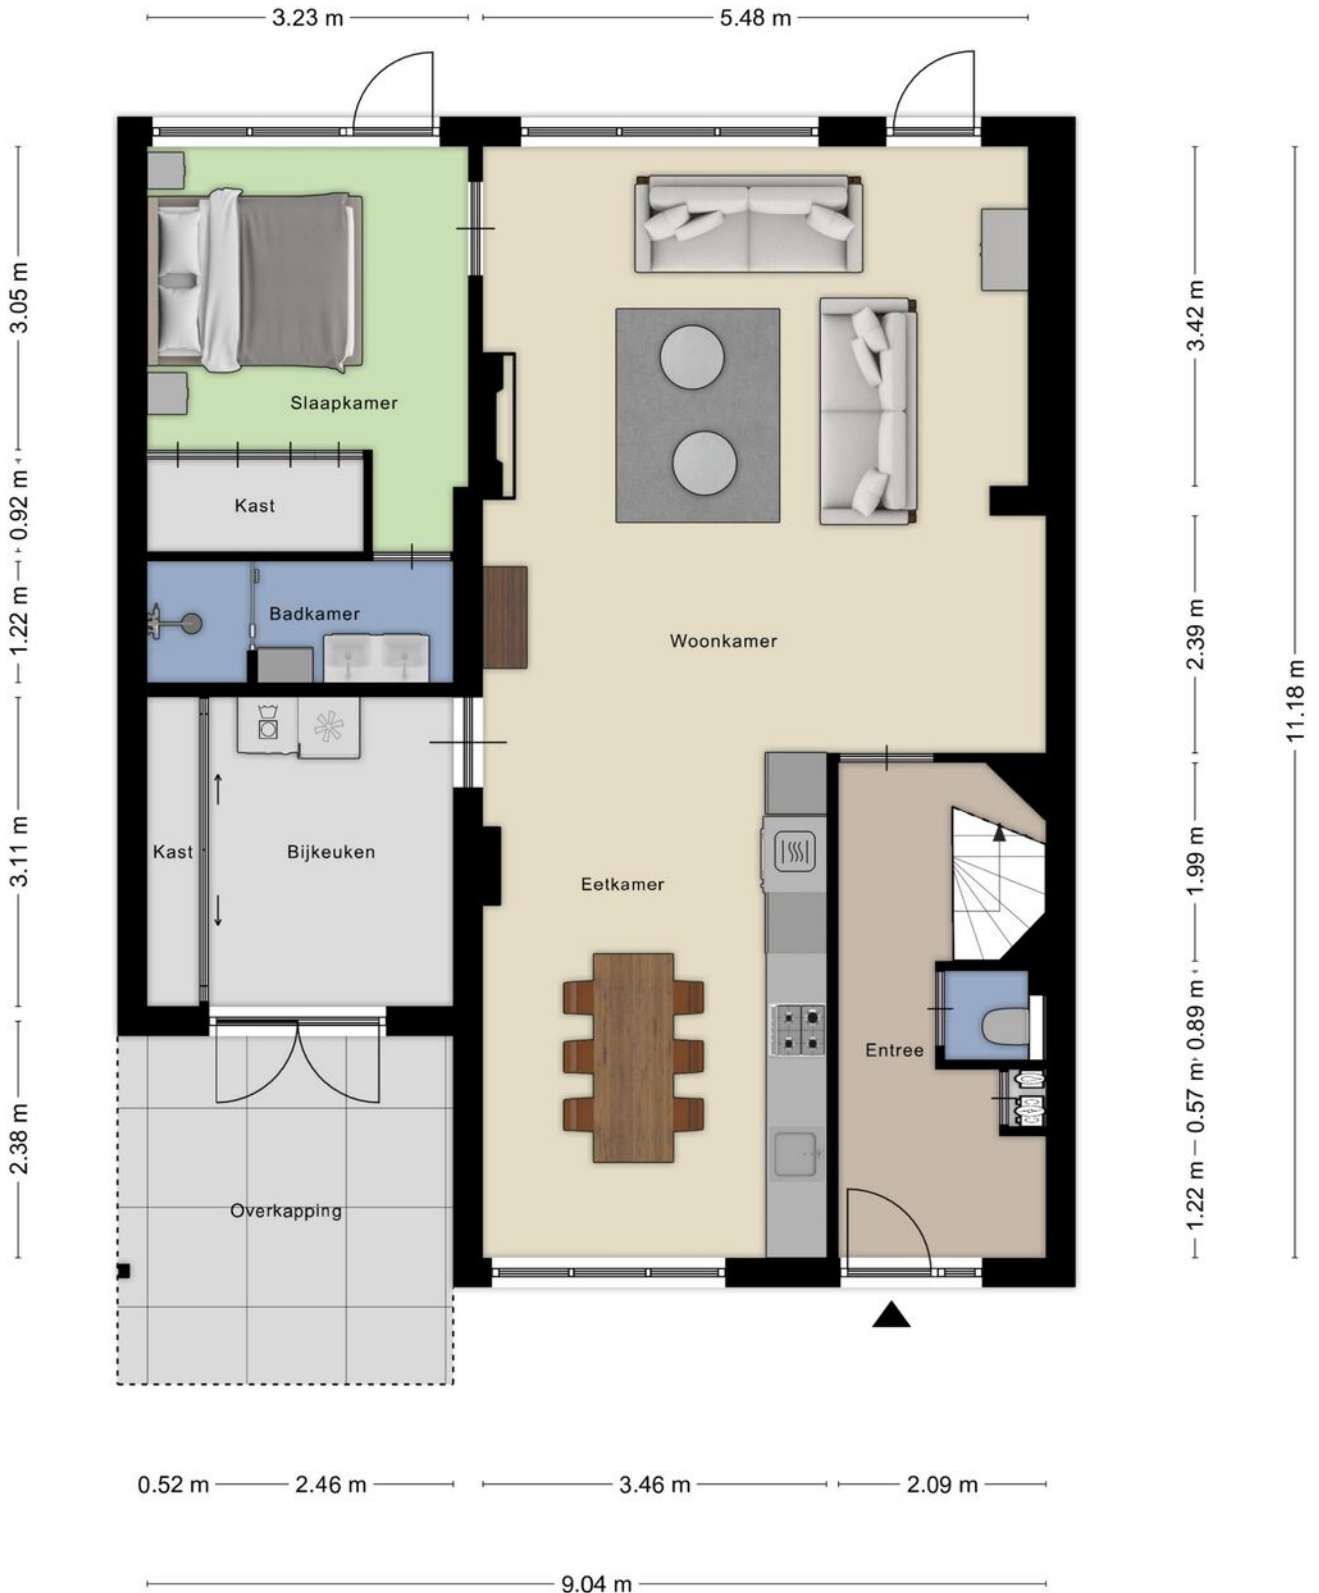 3.23 m
5.48 m
3.05 m
0.92 m
1.22 m
3.11 m
2.38 m
Slaapkamer
Kast
Badkamer
Woonkamer
Kast
Bijkeuken
Eetkamer
Entree
Overkapping
3.42 m
2.39 m
1.99 m
0.89 m
0.57 m
1.22 m
11.18 m
0.52 m
2.46 m
3.46 m
2.09 m
9.04 m